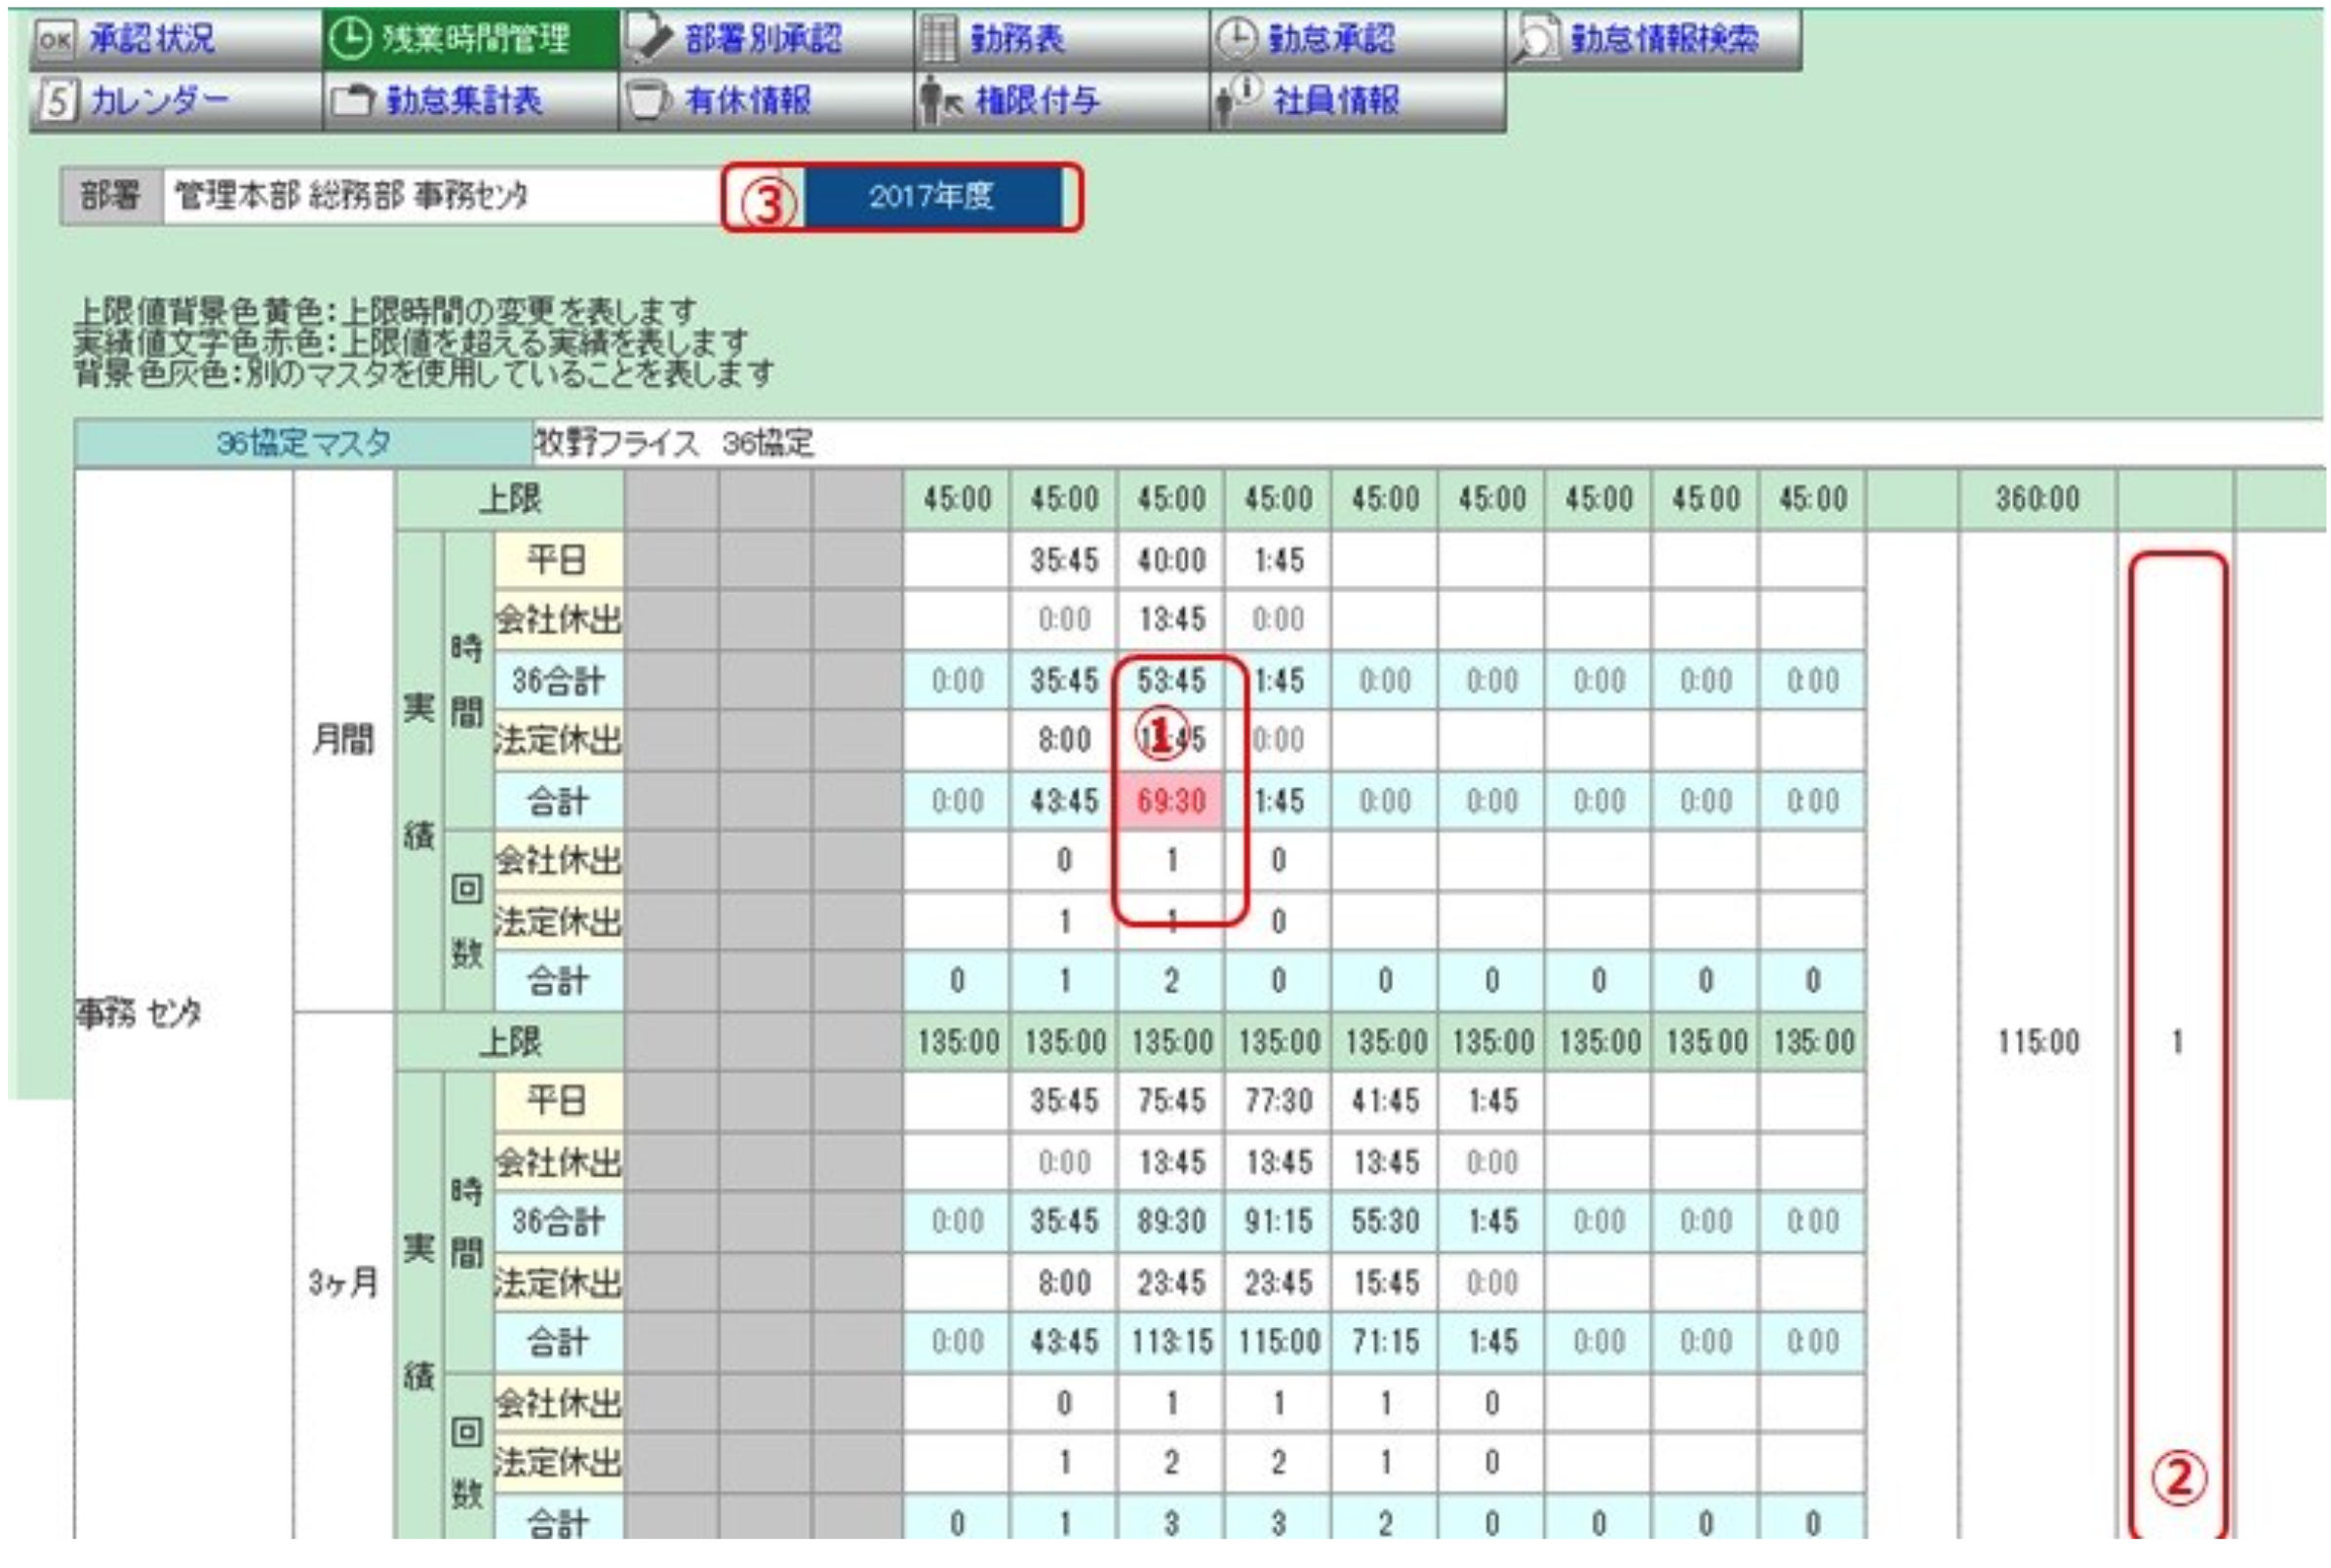 OK 承認状況 残業時間管理 部署別承認 勤務表 勤怠承認 勤怠情報検索
5 カレンダー 勤怠集計表 有休情報 権限付与 社員情報
部署 管理本部 総務部 事務センタ ③ 2017年度
上限値背景色黄色：上限時間の変更を表します
実績値文字色赤色：上限値を超える実績を表します
背景色灰色：別のマスタを使用していることを表します
36協定マスタ 牧野フライス 36協定
上限 45:00 45:00 45:00 45:00 45:00 45:00 45:00 45:00 45:00 360:00
平日 35:45 40:00 1:45
会社休出 0:00 13:45 0:00
時間
36合計 0:00 35:45 53:45 1:45 0:00 0:00 0:00 0:00 0:00
実績
月間
法定休出 8:00 ① 0:00
合計 0:00 43:45 69:30 1:45 0:00 0:00 0:00 0:00 0:00
会社休出 0 1 0
回数
法定休出 1 1 0
合計 0 1 2 0 0 0 0 0 0
事務センタ
上限 135:00 135:00 135:00 135:00 135:00 135:00 135:00 135:00 135:00 115:00 1
平日 35:45 75:45 77:30 41:45 1:45
会社休出 0:00 13:45 13:45 13:45 0:00
時間
36合計 0:00 35:45 89:30 91:15 55:30 1:45 0:00 0:00 0:00
実績
3ヶ月
法定休出 8:00 23:45 23:45 15:45 0:00
合計 0:00 43:45 113:15 115:00 71:15 1:45 0:00 0:00 0:00
会社休出 0 1 1 1 0
回数
法定休出 1 2 2 1 0 ②
合計 0 1 3 3 2 0 0 0 0